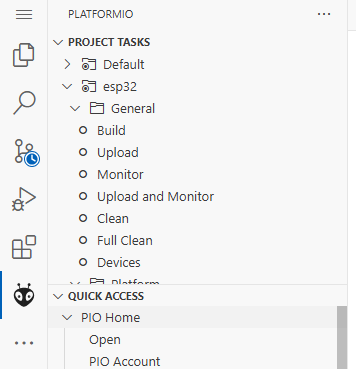 PLATFORMIO
PROJECT TASKS
Default
esp32
General
Build
Upload
Monitor
Upload and Monitor
Clean
Full Clean
Devices
Platform
QUICK ACCESS
PIO Home
Open
PIO Account